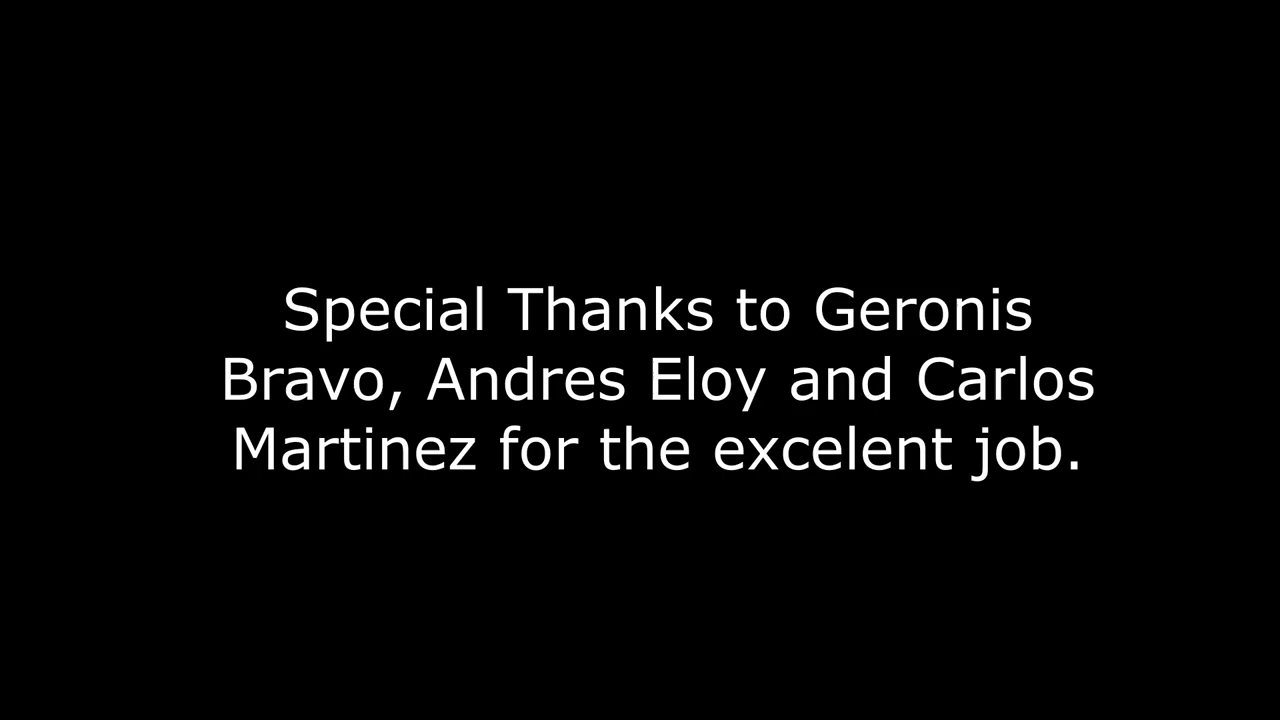 Special Thanks to Geronis
Bravo, Andres Eloy and Carlos
Martinez for the excelent job.